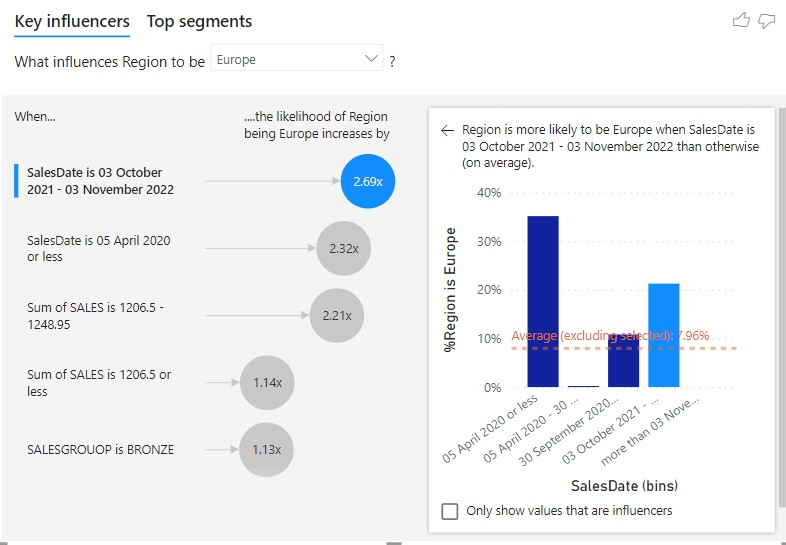 Key influencers Top segments
What influences Region to be Europe ?
When...
....the likelihood of Region
being Europe increases by
SalesDate is 03 October
2021 - 03 November 2022
2.69x
SalesDate is 05 April 2020
or less
2.32x
Sum of SALES is 1206.5 -
1248.95
2.21x
Sum of SALES is 1206.5 or
less
1.14x
SALESGROUOP is BRONZE
1.13x
Region is more likely to be Europe when SalesDate is
03 October 2021 - 03 November 2022 than otherwise
(on average).
%Region is Europe
40%
30%
20%
10%
0%
Average (excluding selected): 7.96%
05 April 2020 or less
05 April 2020 - 30 ...
30 September 2020...
03 October 2021 - ...
more than 03 Nove...
SalesDate (bins)
Only show values that are influencers